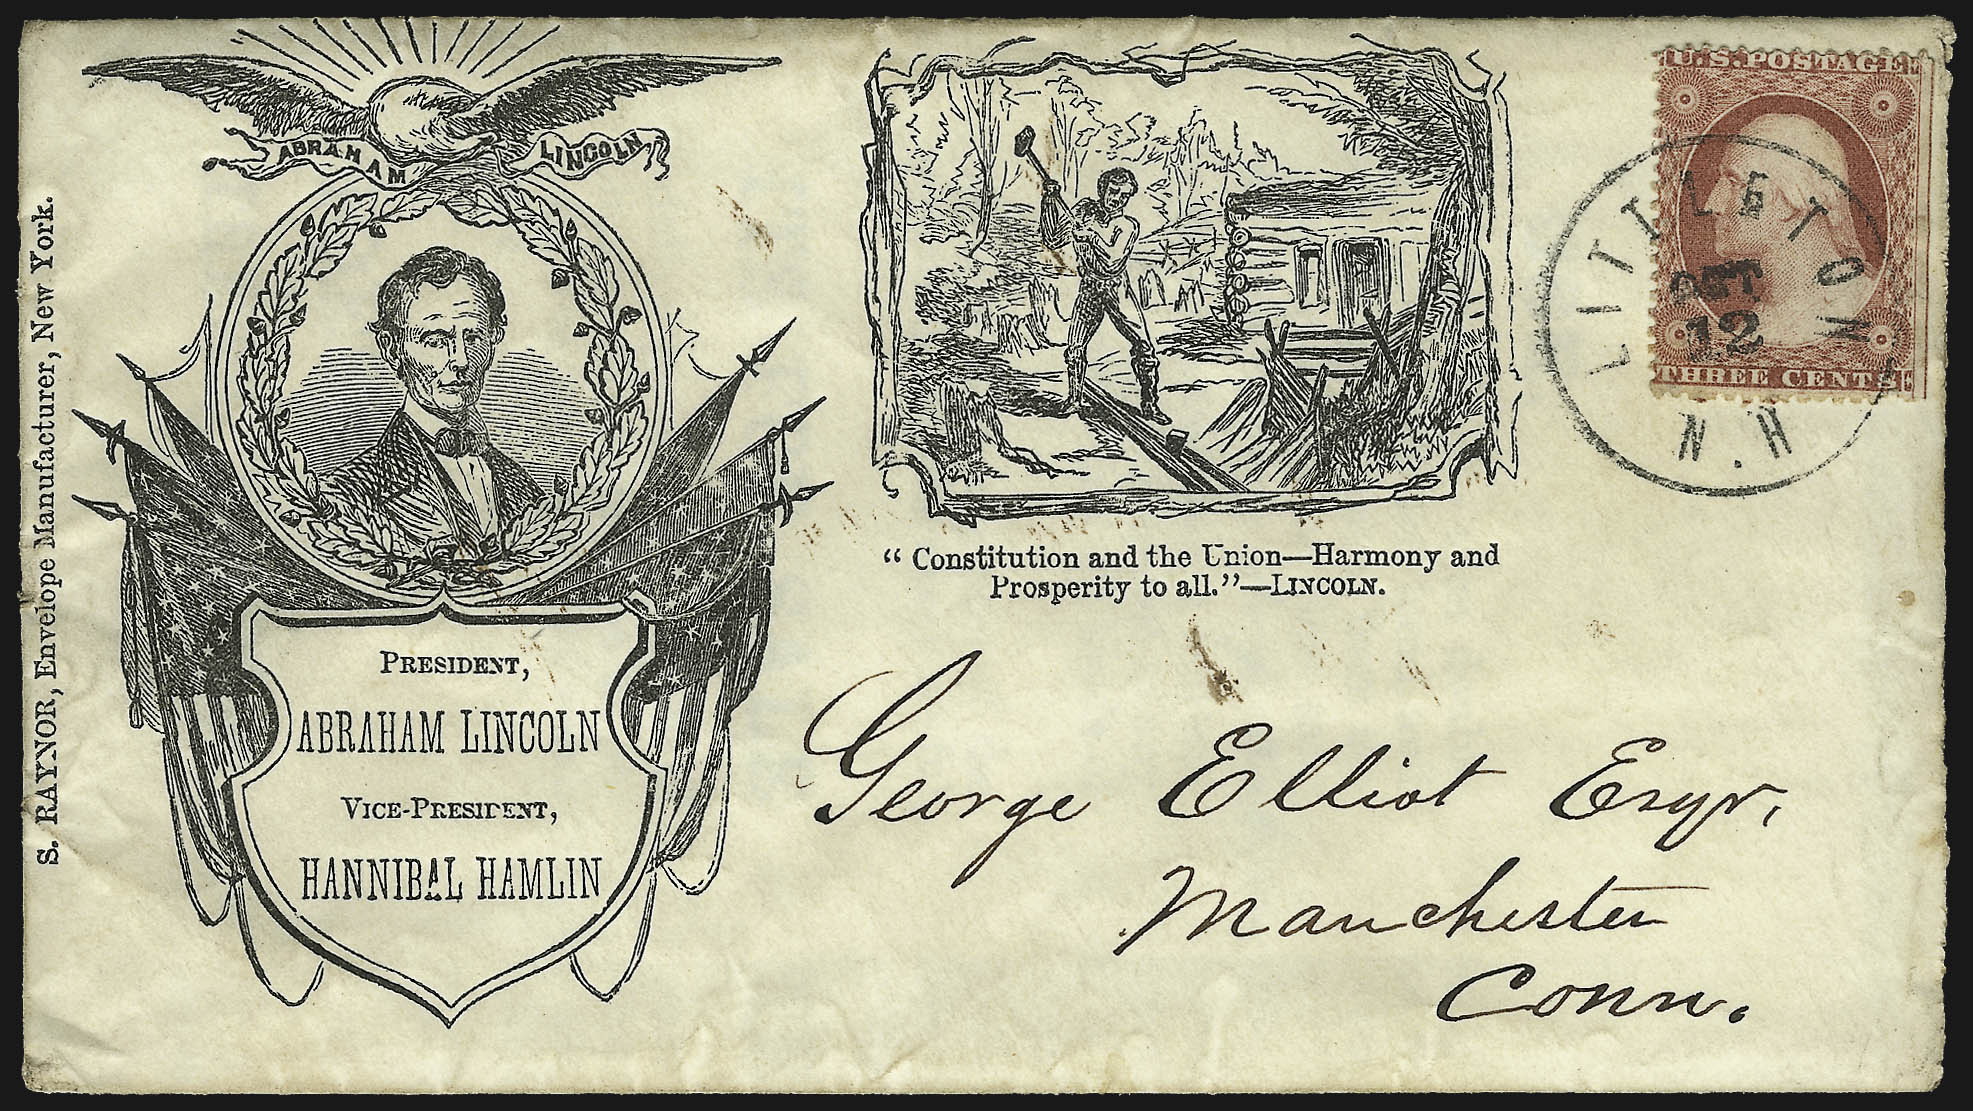 ABRAHAM LINCOLN
PRESIDENT,
ABRAHAM LINCOLN
VICE-PRESIDENT,
HANNIBAL HAMLIN
S. RAYNOR, Envelope Manufacturer, New York.
“ Constitution and the Union—Harmony and
Prosperity to all.”—LINCOLN.
U.S. POSTAGE
THREE CENTS
LITTLETON
OCT
12
N.H
George Elliot Esqr,
Manchester
Conn.